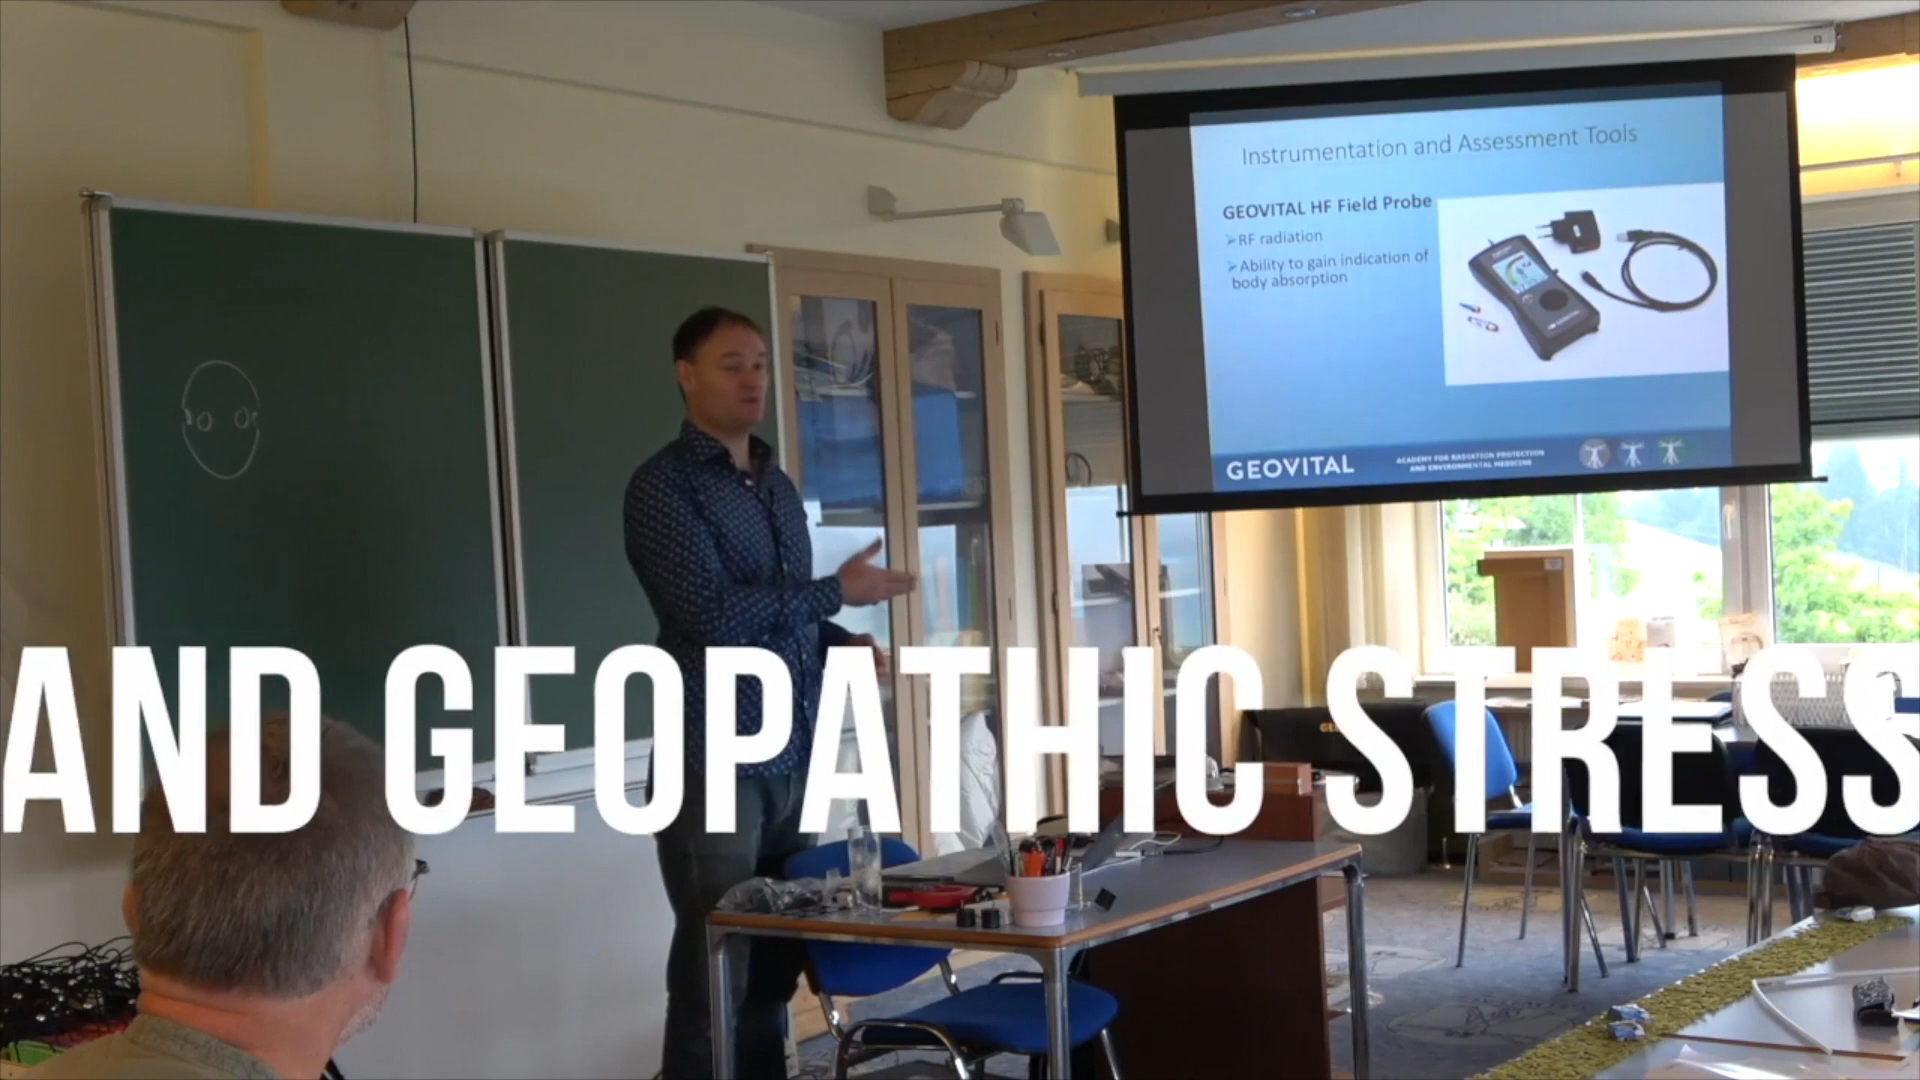 Instrumentation and Assessment Tools
GEOVITAL HF Field Probe
➢RF radiation
➢Ability to gain indication of
body absorption
GEOVITAL
ACADEMY FOR RADIATION PROTECTION
AND ENVIRONMENTAL MEDICINE
AND GEOPATHIC STRESS